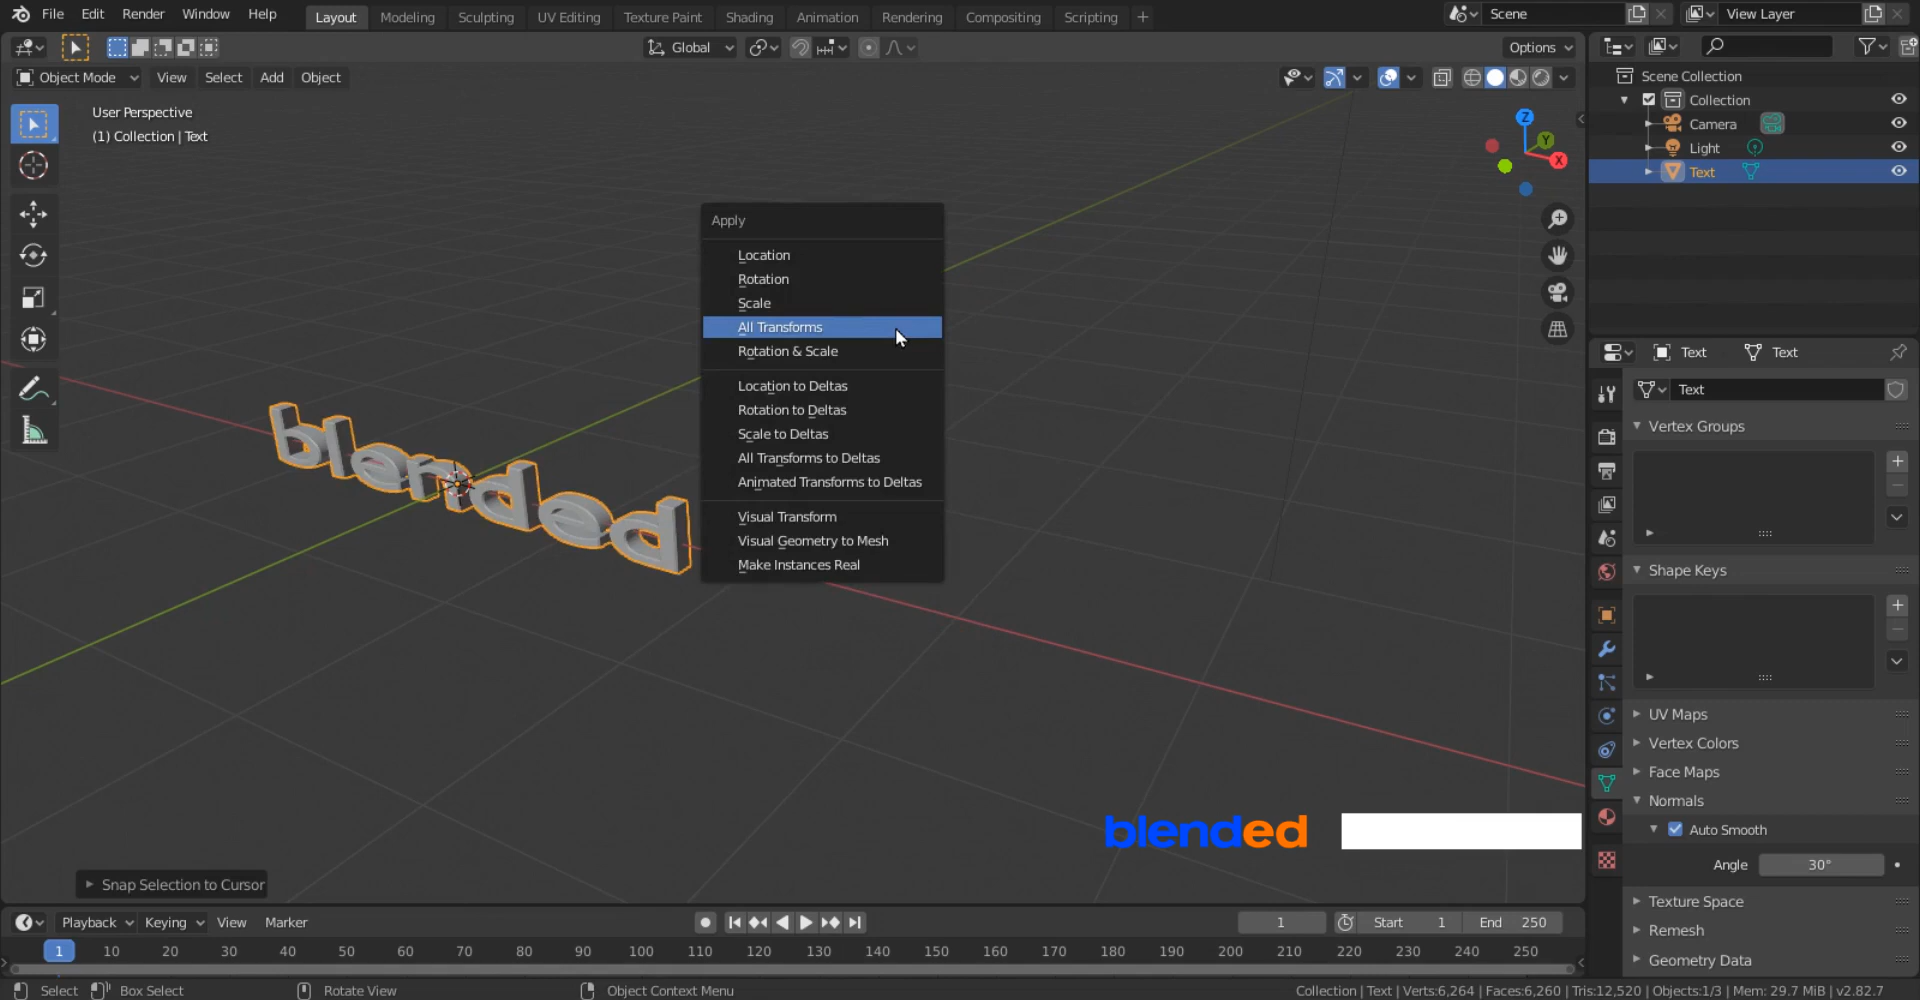 File Edit Render Window Help Layout Modeling Sculpting UV Editing Texture Paint Shading Animation Rendering Compositing Scripting + Scene View Layer
Global Options
Object Mode View Select Add Object
User Perspective
(1) Collection | Text
Z
Y
X
Scene Collection
Collection
Camera
Light
Text
Apply
Location
Rotation
Scale
All Transforms
Rotation & Scale
Location to Deltas
Rotation to Deltas
Scale to Deltas
All Transforms to Deltas
Animated Transforms to Deltas
Visual Transform
Visual Geometry to Mesh
Make Instances Real
blended
Text Text
Text
Vertex Groups
Shape Keys
UV Maps
Vertex Colors
Face Maps
Normals
Auto Smooth
Angle 30°
Texture Space
Remesh
Geometry Data
blended
Snap Selection to Cursor
Playback Keying View Marker 1 Start 1 End 250
1 10 20 30 40 50 60 70 80 90 100 110 120 130 140 150 160 170 180 190 200 210 220 230 240 250
Select Box Select Rotate View Object Context Menu Collection | Text | Verts:6,264 | Faces:6,260 | Tris:12,520 | Objects:1/3 | Mem: 29.7 MiB | v2.82.7